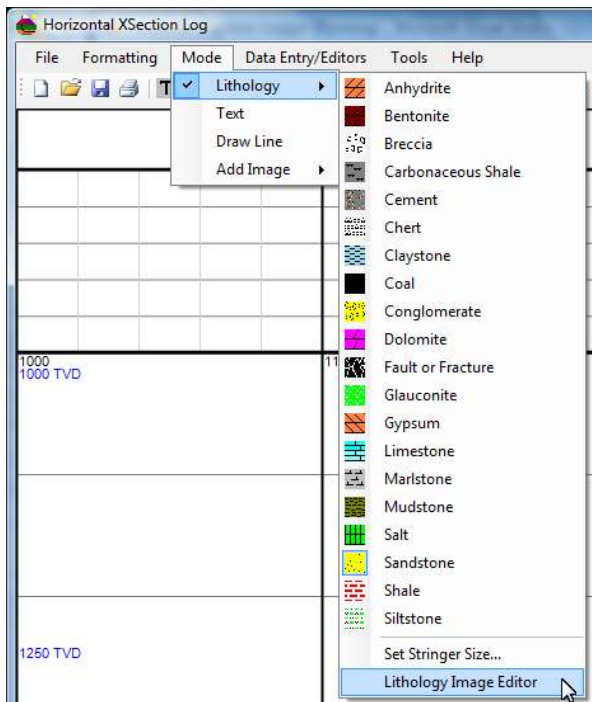 Horizontal XSection Log
File Formatting Mode Data Entry/Editors Tools Help
T
Lithology
Text
Draw Line
Add Image
Anhydrite
Bentonite
Breccia
Carbonaceous Shale
Cement
Chert
Claystone
Coal
Conglomerate
Dolomite
Fault or Fracture
Glauconite
Gypsum
Limestone
Marlstone
Mudstone
Salt
Sandstone
Shale
Siltstone
Set Stringer Size...
Lithology Image Editor
1000 11
1000 TVD
1250 TVD